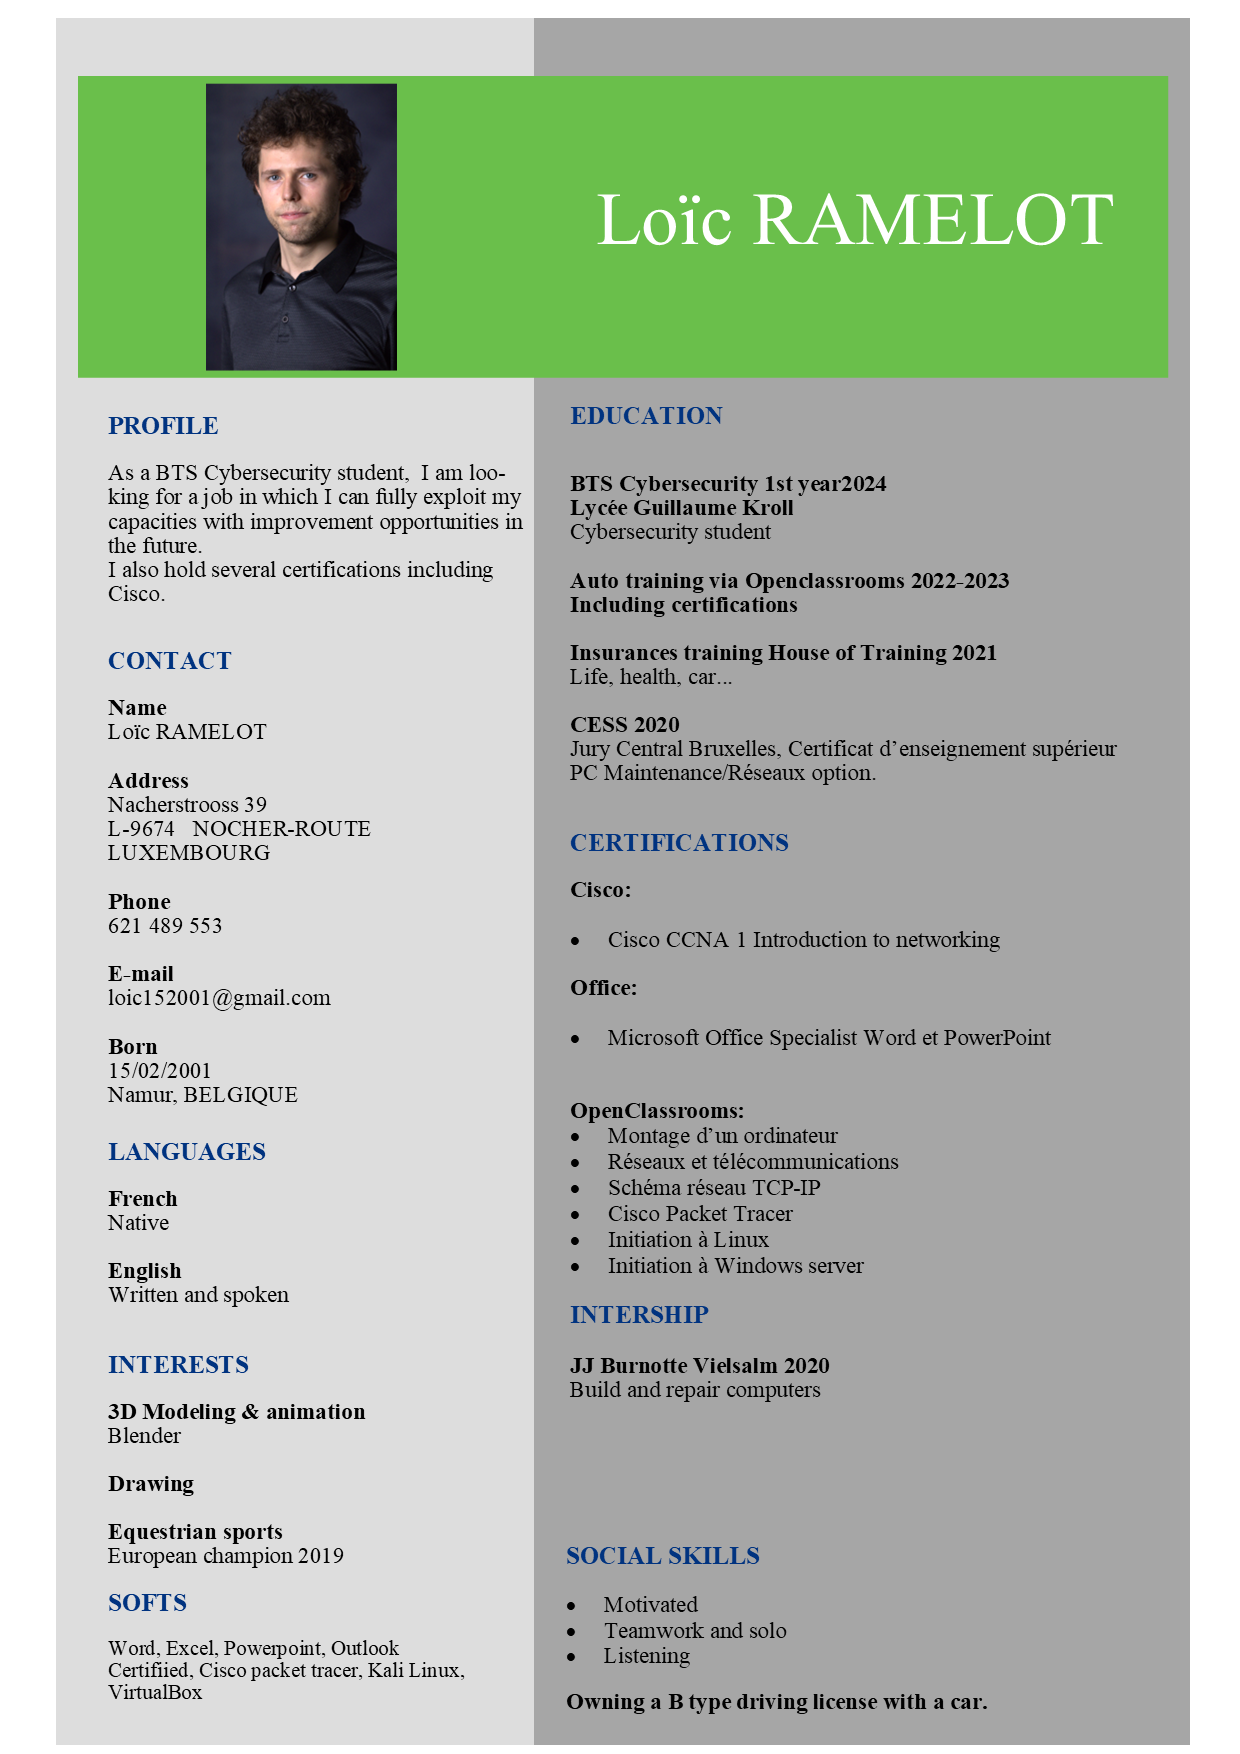 Loïc RAMELOT
PROFILE
As a BTS Cybersecurity student,  I am loo-
king for a job in which I can fully exploit my
capacities with improvement opportunities in
the future.
I also hold several certifications including
Cisco.
CONTACT
Name
Loïc RAMELOT
Address
Nacherstrooss 39
L-9674   NOCHER-ROUTE
LUXEMBOURG
Phone
621 489 553
E-mail
loic152001@gmail.com
Born
15/02/2001
Namur, BELGIQUE
LANGUAGES
French
Native
English
Written and spoken
INTERESTS
3D Modeling & animation
Blender
Drawing
Equestrian sports
European champion 2019
SOFTS
Word, Excel, Powerpoint, Outlook
Certifiied, Cisco packet tracer, Kali Linux,
VirtualBox
EDUCATION
BTS Cybersecurity 1st year2024
Lycée Guillaume Kroll
Cybersecurity student
Auto training via Openclassrooms 2022-2023
Including certifications
Insurances training House of Training 2021
Life, health, car...
CESS 2020
Jury Central Bruxelles, Certificat d’enseignement supérieur
PC Maintenance/Réseaux option.
CERTIFICATIONS
Cisco:
• Cisco CCNA 1 Introduction to networking
Office:
• Microsoft Office Specialist Word et PowerPoint
OpenClassrooms:
• Montage d’un ordinateur
• Réseaux et télécommunications
• Schéma réseau TCP-IP
• Cisco Packet Tracer
• Initiation à Linux
• Initiation à Windows server
INTERSHIP
JJ Burnotte Vielsalm 2020
Build and repair computers
SOCIAL SKILLS
• Motivated
• Teamwork and solo
• Listening
Owning a B type driving license with a car.